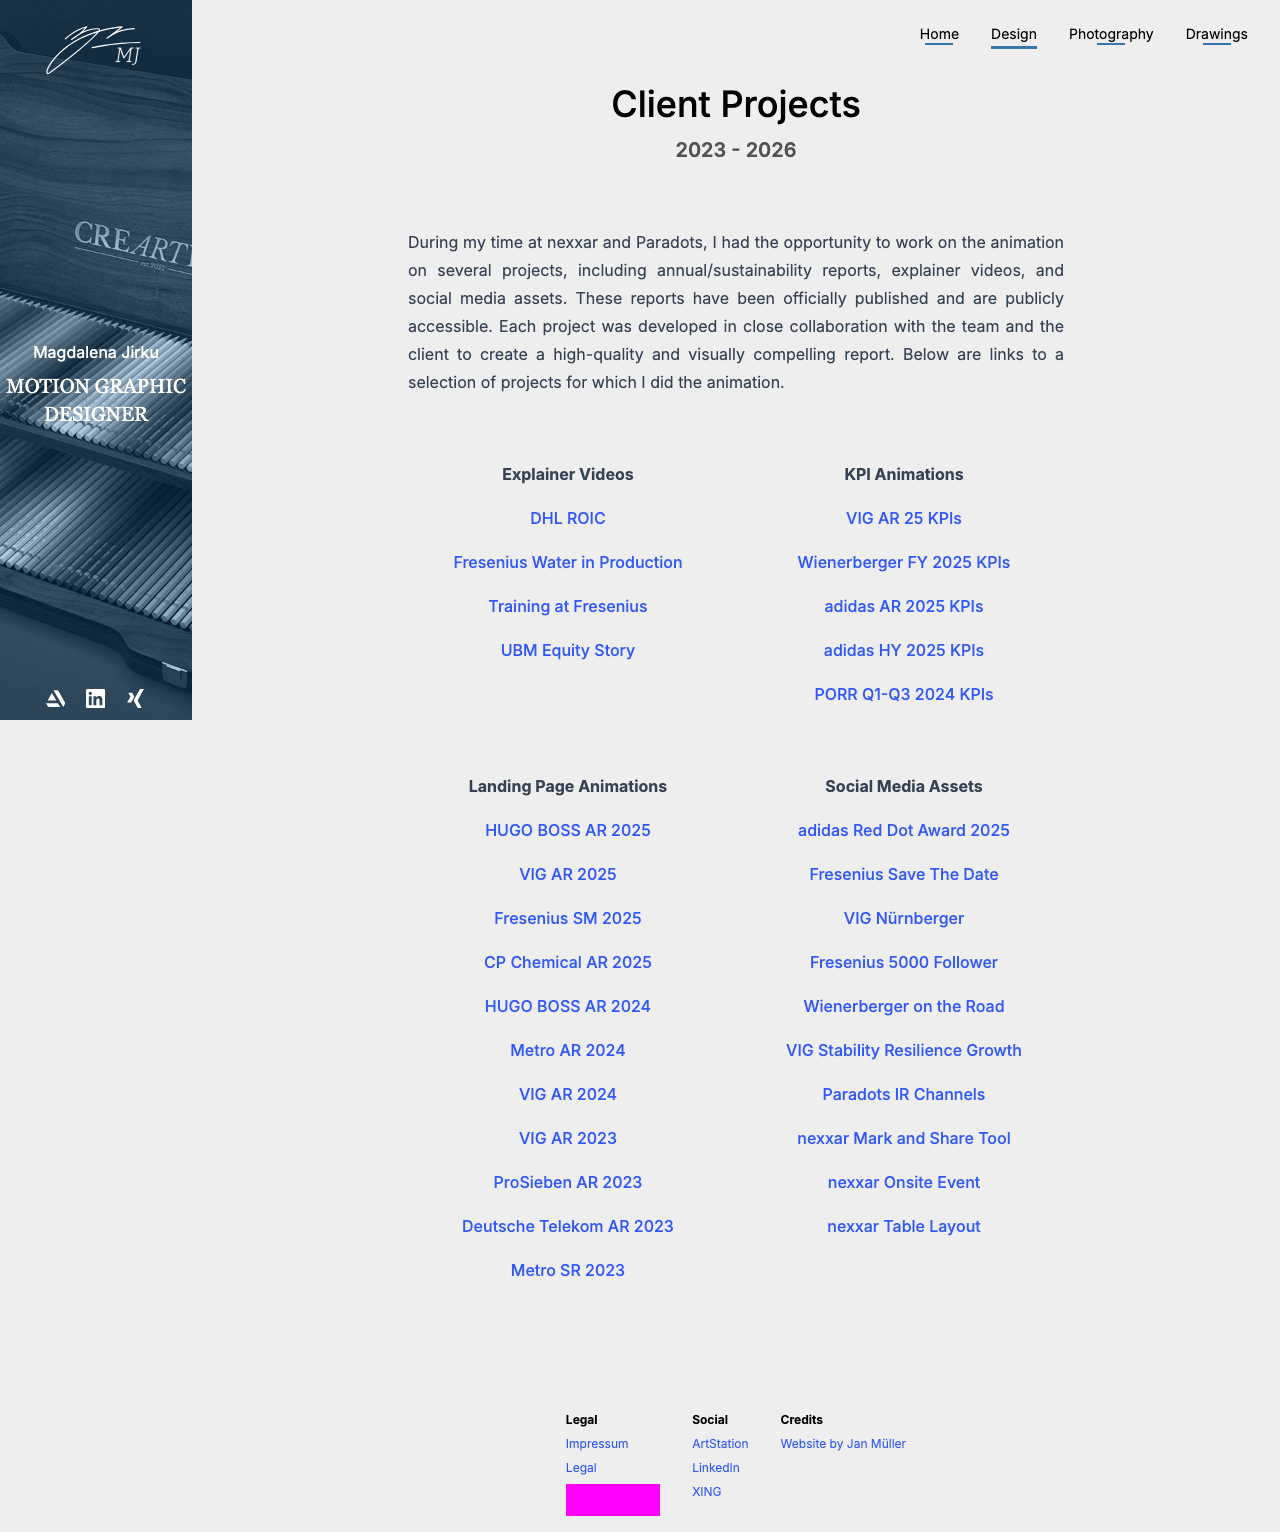 MJ
Home
Design
Photography
Drawings
Client Projects
2023 - 2026
During my time at nexxar and Paradots, I had the opportunity to work on the animation
on several projects, including annual/sustainability reports, explainer videos, and
social media assets. These reports have been officially published and are publicly
accessible. Each project was developed in close collaboration with the team and the
client to create a high-quality and visually compelling report. Below are links to a
selection of projects for which I did the animation.
Magdalena Jirku
MOTION GRAPHIC
DESIGNER
Explainer Videos
DHL ROIC
Fresenius Water in Production
Training at Fresenius
UBM Equity Story
KPI Animations
VIG AR 25 KPIs
Wienerberger FY 2025 KPIs
adidas AR 2025 KPIs
adidas HY 2025 KPIs
PORR Q1-Q3 2024 KPIs
Landing Page Animations
HUGO BOSS AR 2025
VIG AR 2025
Fresenius SM 2025
CP Chemical AR 2025
HUGO BOSS AR 2024
Metro AR 2024
VIG AR 2024
VIG AR 2023
ProSieben AR 2023
Deutsche Telekom AR 2023
Metro SR 2023
Social Media Assets
adidas Red Dot Award 2025
Fresenius Save The Date
VIG Nürnberger
Fresenius 5000 Follower
Wienerberger on the Road
VIG Stability Resilience Growth
Paradots IR Channels
nexxar Mark and Share Tool
nexxar Onsite Event
nexxar Table Layout
Legal
Impressum
Legal
Social
ArtStation
LinkedIn
XING
Credits
Website by Jan Müller